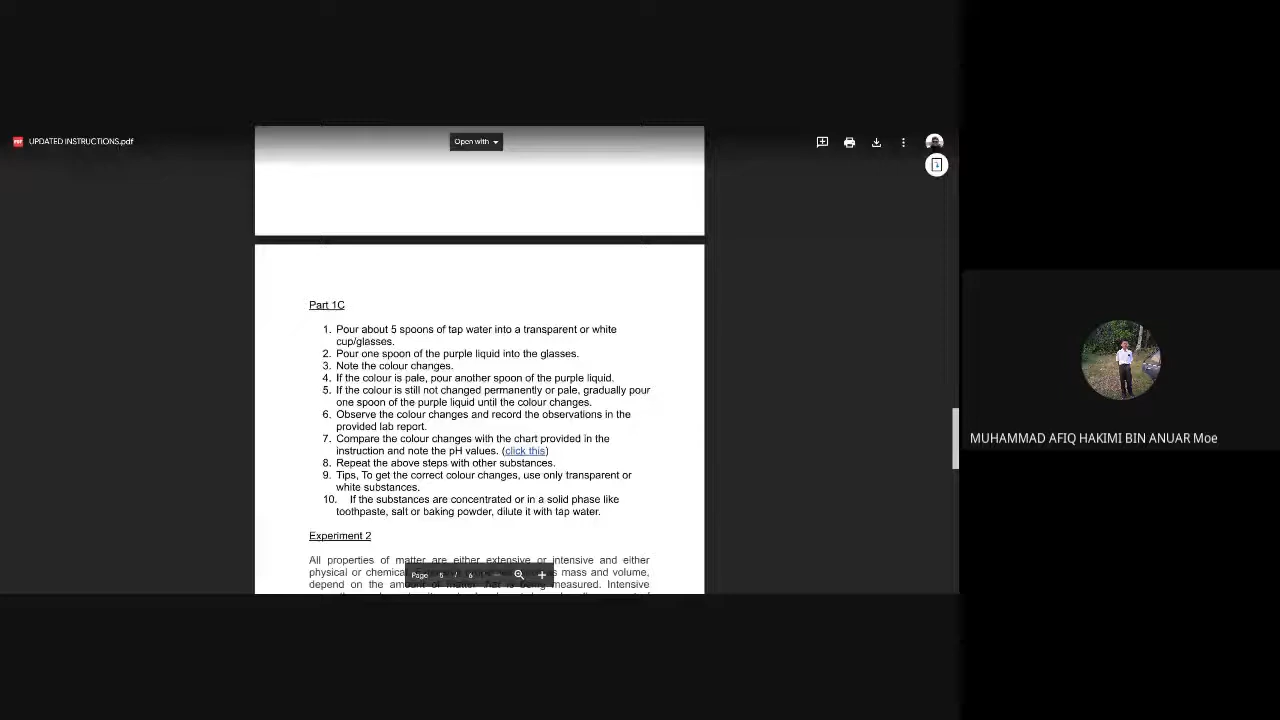 UPDATED INSTRUCTIONS.pdf
Open with
Part 1C
1. Pour about 5 spoons of tap water into a transparent or white
cup/glasses.
2. Pour one spoon of the purple liquid into the glasses.
3. Note the colour changes.
4. If the colour is pale, pour another spoon of the purple liquid.
5. If the colour is still not changed permanently or pale, gradually pour
one spoon of the purple liquid until the colour changes.
6. Observe the colour changes and record the observations in the
provided lab report.
7. Compare the colour changes with the chart provided in the
instruction and note the pH values. (click this)
8. Repeat the above steps with other substances.
9. Tips, To get the correct colour changes, use only transparent or
white substances.
10. If the substances are concentrated or in a solid phase like
toothpaste, salt or baking powder, dilute it with tap water.
Experiment 2
All properties of matter are either extensive or intensive and either
physical or chemical mass and volume,
depend on the amount of matter that is being measured. Intensive
Page / 6
MUHAMMAD AFIQ HAKIMI BIN ANUAR Moe